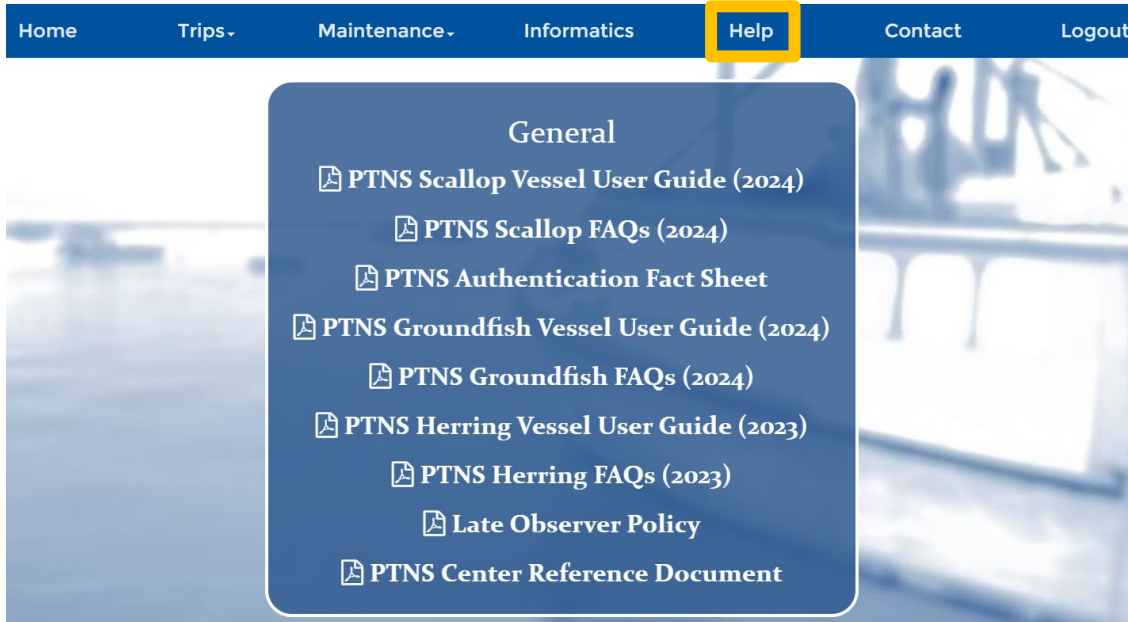 Home Trips Maintenance Informatics Help Contact Logout
General
PTNS Scallop Vessel User Guide (2024)
PTNS Scallop FAQs (2024)
PTNS Authentication Fact Sheet
PTNS Groundfish Vessel User Guide (2024)
PTNS Groundfish FAQs (2024)
PTNS Herring Vessel User Guide (2023)
PTNS Herring FAQs (2023)
Late Observer Policy
PTNS Center Reference Document